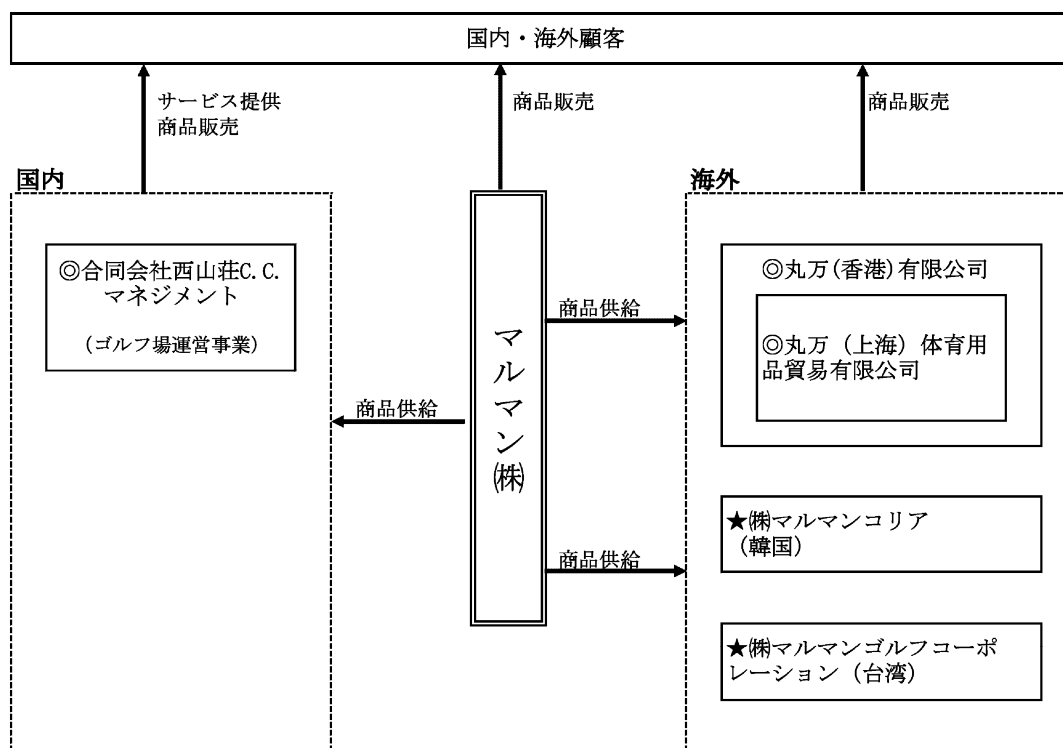 国内・海外顧客
サービス提供
商品販売
商品販売
商品販売
国内
海外
◎合同会社西山荘C.C.
マネジメント
(ゴルフ場運営事業)
商品供給
マルマン㈱
商品供給
商品供給
◎丸万(香港)有限公司
◎丸万（上海）体育用
品貿易有限公司
★㈱マルマンコリア
（韓国）
★㈱マルマンゴルフコーポ
レーション（台湾）